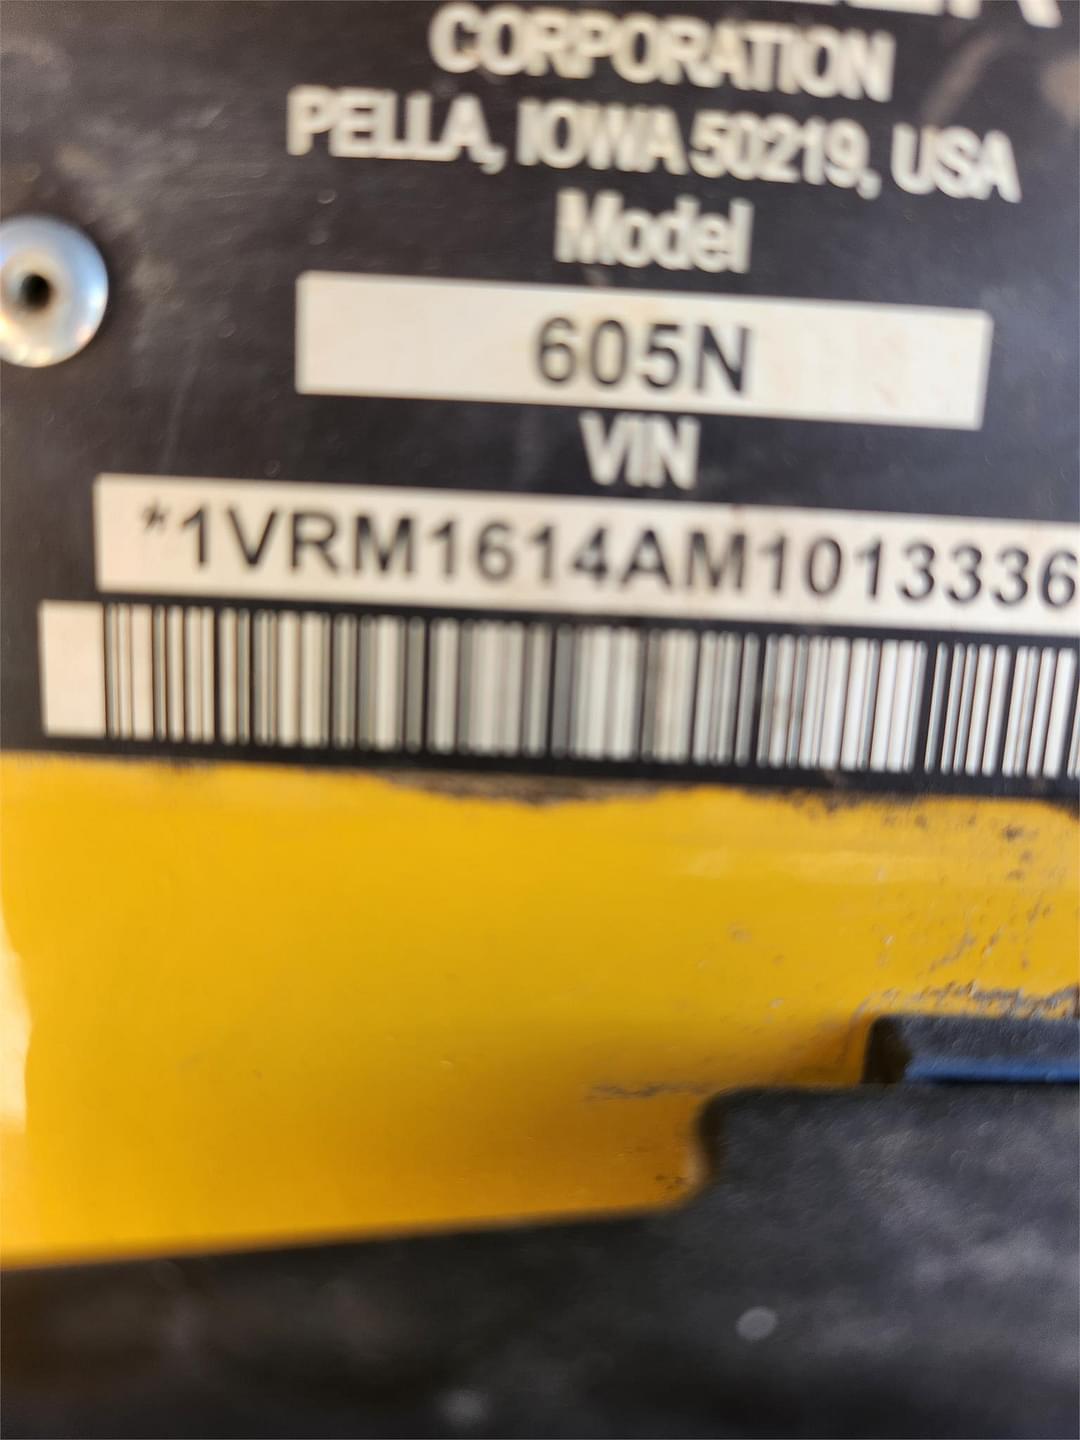 CORPORATION
PELLA, IOWA 50219, USA
Model
605N
VIN
*1VRM1614AM1013336